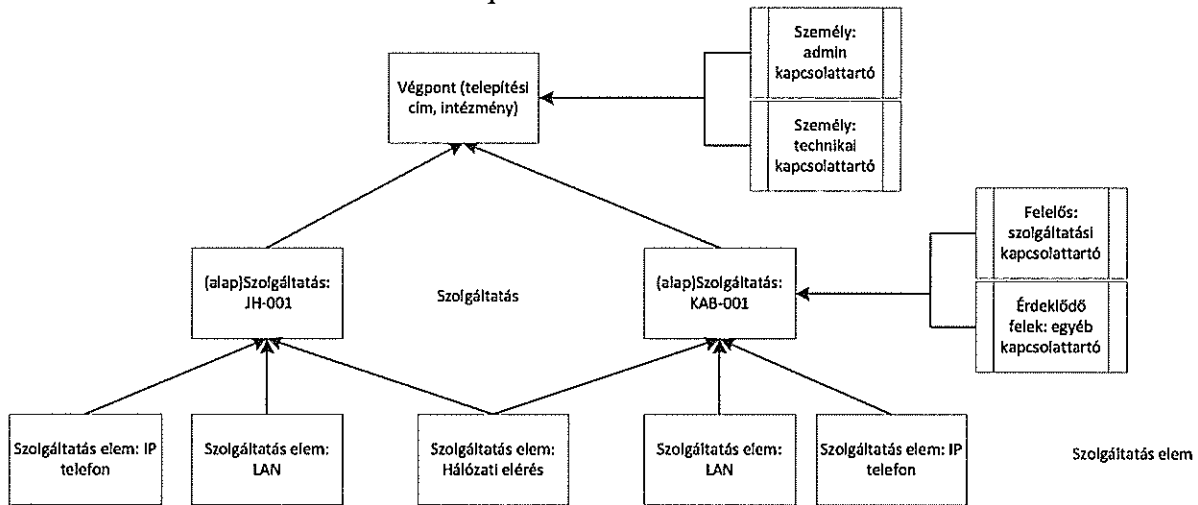 Személy:
admin
kapcsolattartó
Végpont (telepítési
cím, intézmény)
Személy:
technikai
kapcsolattartó
Felelős:
szolgáltatási
kapcsolattartó
(alap)Szolgáltatás:
JH-001
Szolgáltatás
(alap)Szolgáltatás:
KAB-001
Érdeklődő
felek: egyéb
kapcsolattartó
Szolgáltatás elem: IP
telefon
Szolgáltatás elem:
LAN
Szolgáltatás elem:
Hálózati elérés
Szolgáltatás elem:
LAN
Szolgáltatás elem: IP
telefon
Szolgáltatás elem